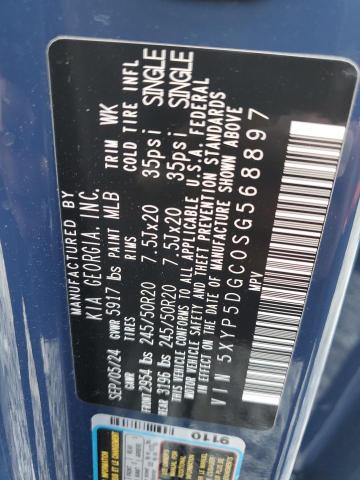 MANUFACTURED BY
KIA GEORGIA, INC.
SEP/05/24 GVWR 5917 lbs PAINT MLB TRIM WK
GAWR TIRES RIMS COLD TIRE INFL
FRONT 2954 lbs 245/50R20 7.5Jx20 35psi SINGLE
REAR 3196 lbs 245/50R20 7.5Jx20 35psi SINGLE
THIS VEHICLE CONFORMS TO ALL APPLICABLE U.S.A. FEDERAL
MOTOR VEHICLE SAFETY AND THEFT PREVENTION STANDARDS
IN EFFECT ON THE DATE OF MANUFACTURE SHOWN ABOVE
VIN 5XYP5DGC0SG568897
MPV
9110